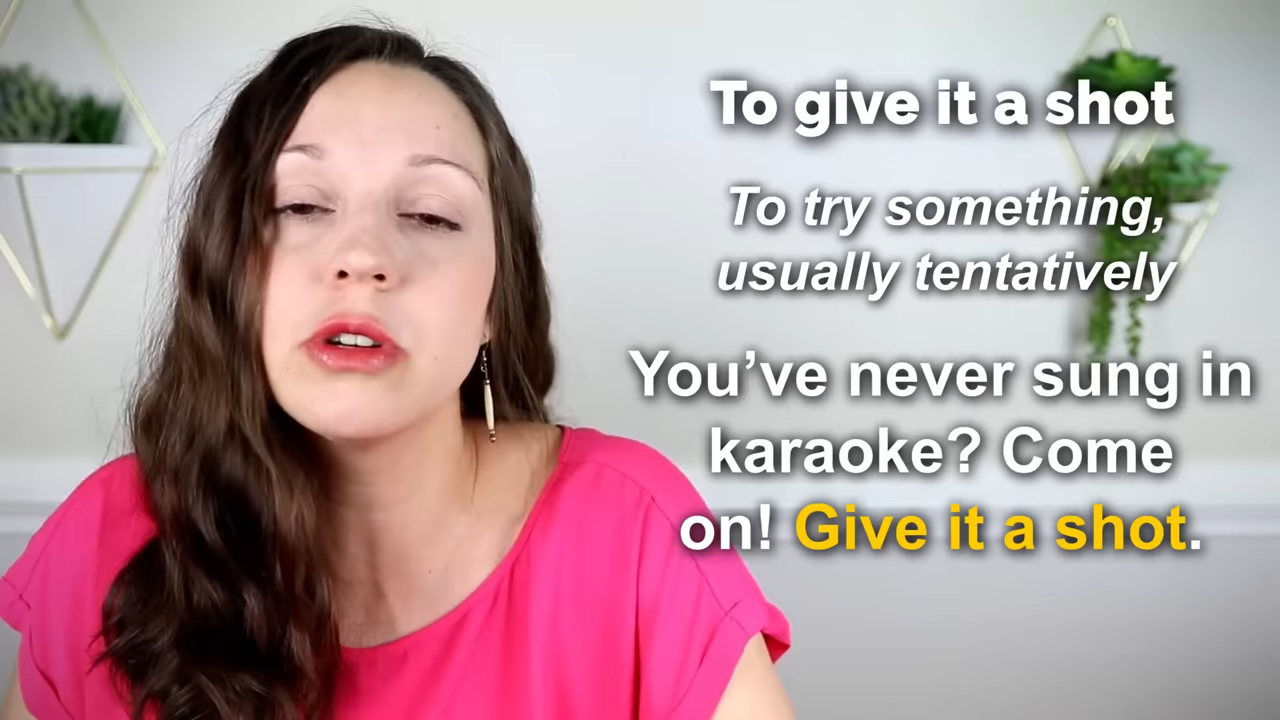 To give it a shot
To try something,
usually tentatively
You’ve never sung in
karaoke? Come
on! Give it a shot.